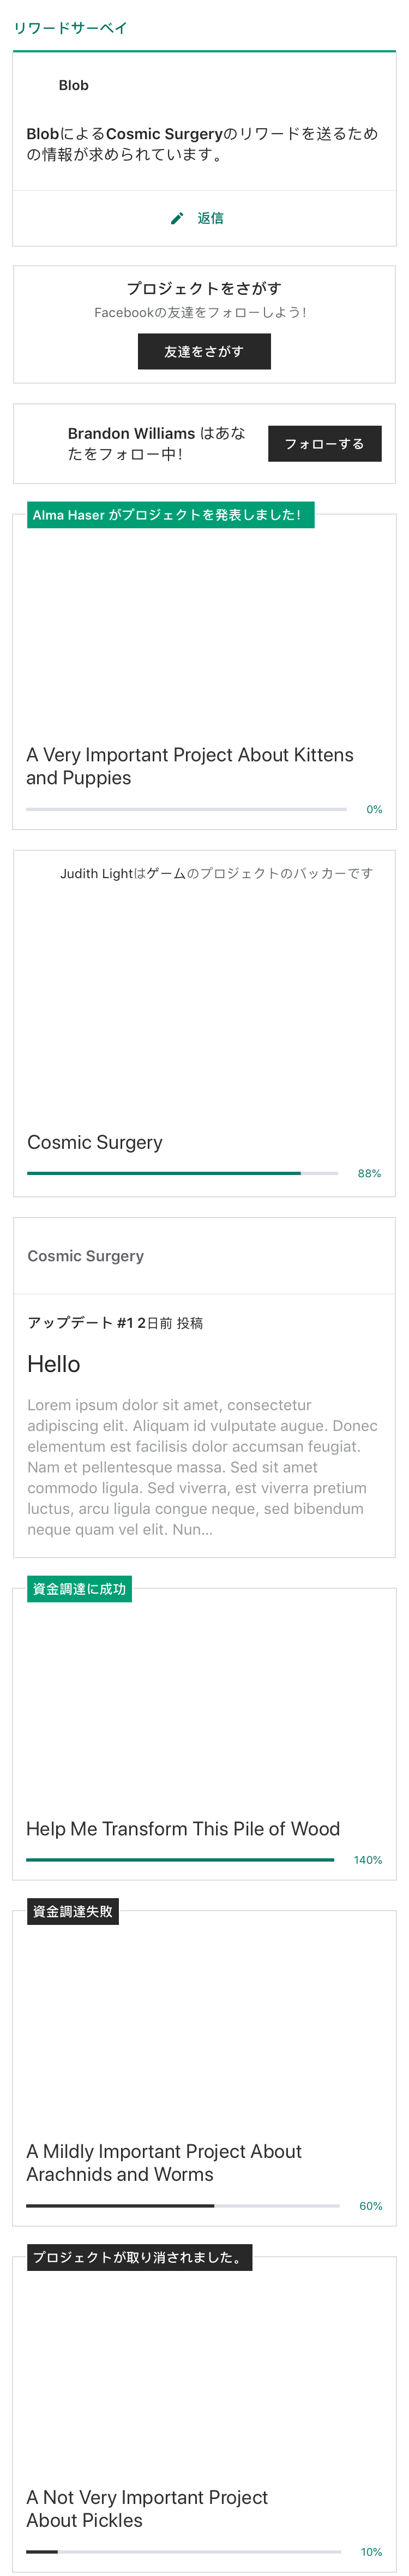 リワードサーベイ
Blob
BlobによるCosmic Surgeryのリワードを送るため
の情報が求められています。
返信
プロジェクトをさがす
Facebookの友達をフォローしよう！
友達をさがす
Brandon Williams はあな
たをフォロー中！
フォローする
Alma Haser がプロジェクトを発表しました！
A Very Important Project About Kittens
and Puppies
0%
Judith Lightはゲームのプロジェクトのバッカーです
Cosmic Surgery
88%
Cosmic Surgery
アップデート #1 2日前 投稿
Hello
Lorem ipsum dolor sit amet, consectetur
adipiscing elit. Aliquam id vulputate augue. Donec
elementum est facilisis dolor accumsan feugiat.
Nam et pellentesque massa. Sed sit amet
commodo ligula. Sed viverra, est viverra pretium
luctus, arcu ligula congue neque, sed bibendum
neque quam vel elit. Nun...
資金調達に成功
Help Me Transform This Pile of Wood
140%
資金調達失敗
A Mildly Important Project About
Arachnids and Worms
60%
プロジェクトが取り消されました。
A Not Very Important Project
About Pickles
10%